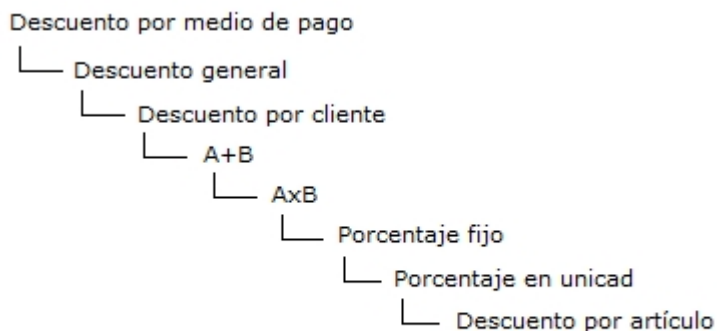 Descuento por medio de pago
Descuento general
Descuento por cliente
A+B
AxB
Porcentaje fijo
Porcentaje en unicad
Descuento por artículo